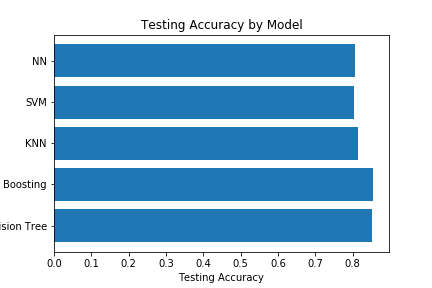 Testing Accuracy by Model
NN
SVM
KNN
Boosting
ision Tree
0.0 0.1 0.2 0.3 0.4 0.5 0.6 0.7 0.8
Testing Accuracy